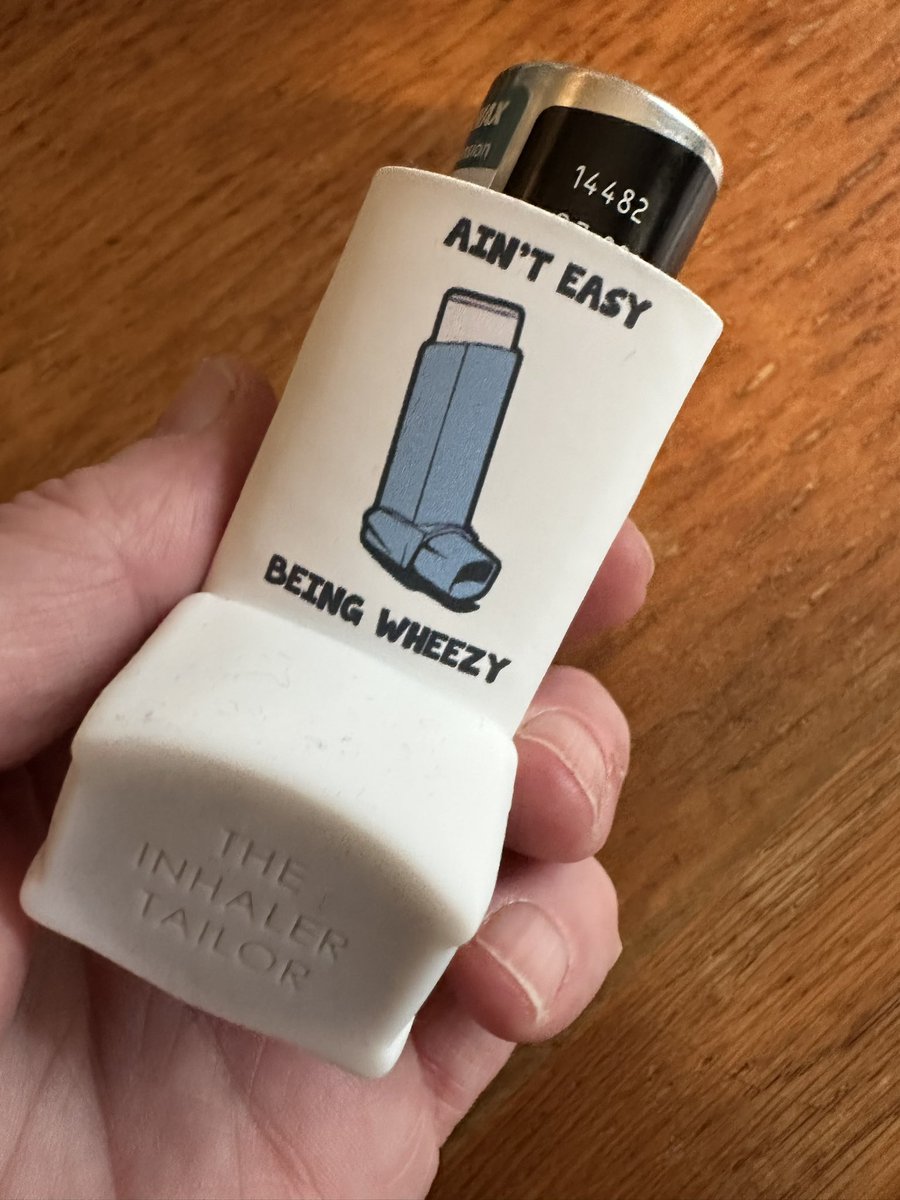 14482
AIN'T EASY
BEING WHEEZY
THE
INHALER
TAILOR